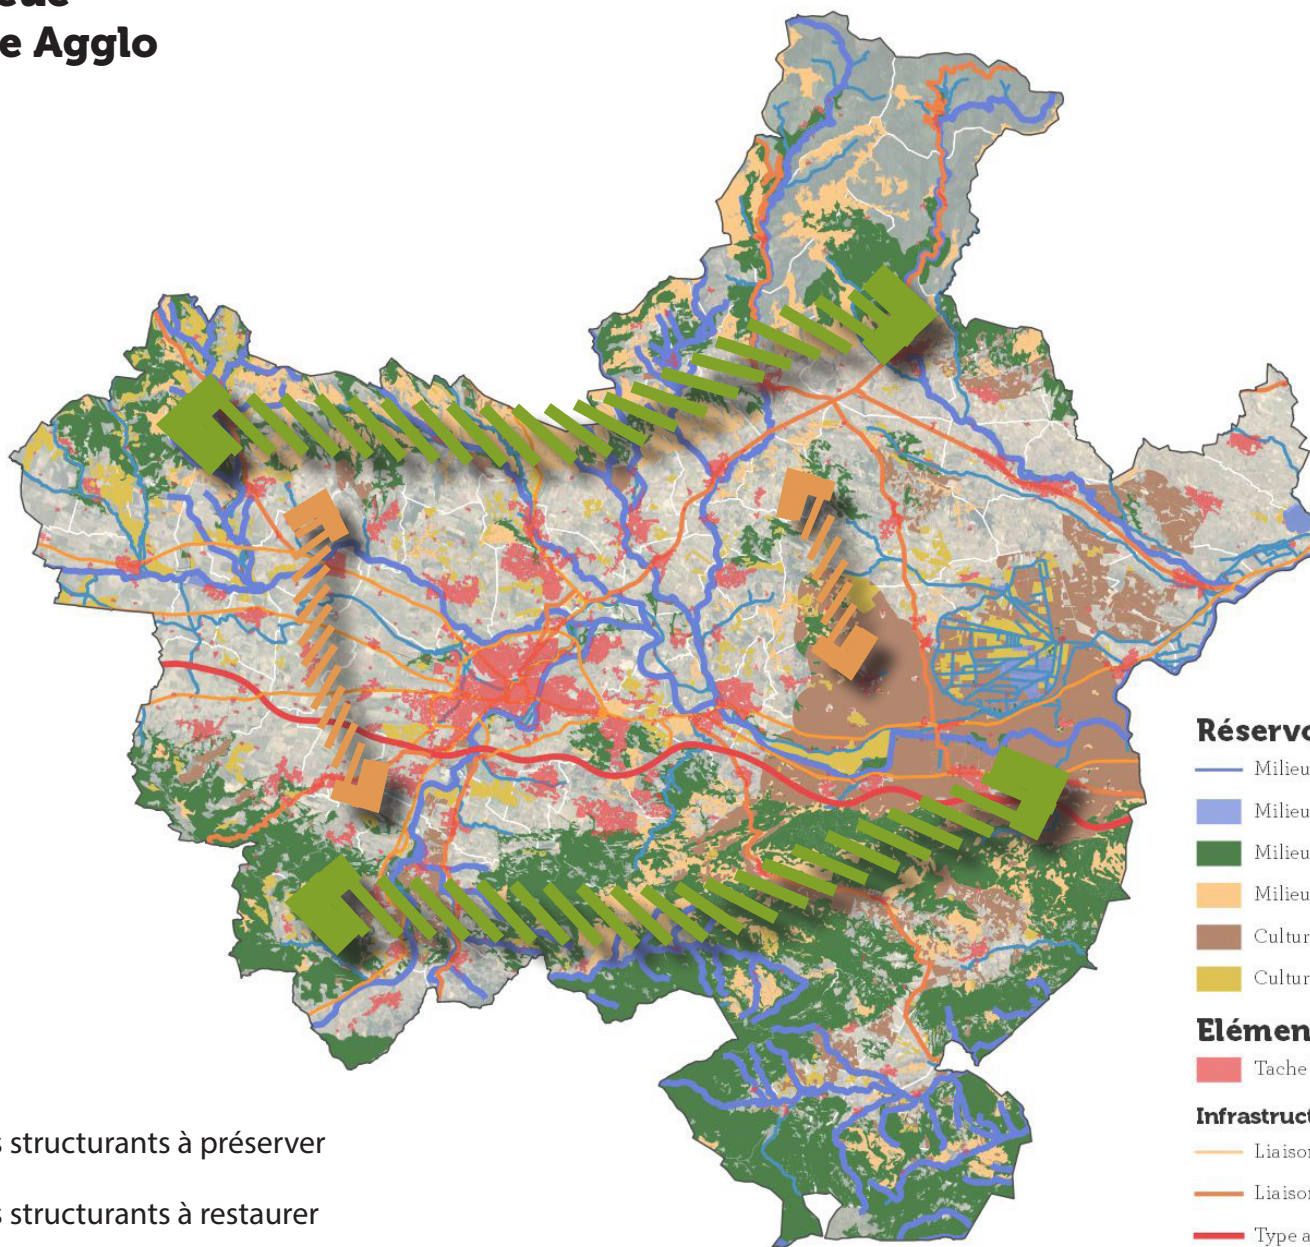 e Agglo
Réservo
Milieu
Milieu
Milieu
Milieu
Cultur
Cultur
Elémen
Tache
Infrastruct
Liaison
Liaison
Type a
s structurants à préserver
s structurants à restaurer